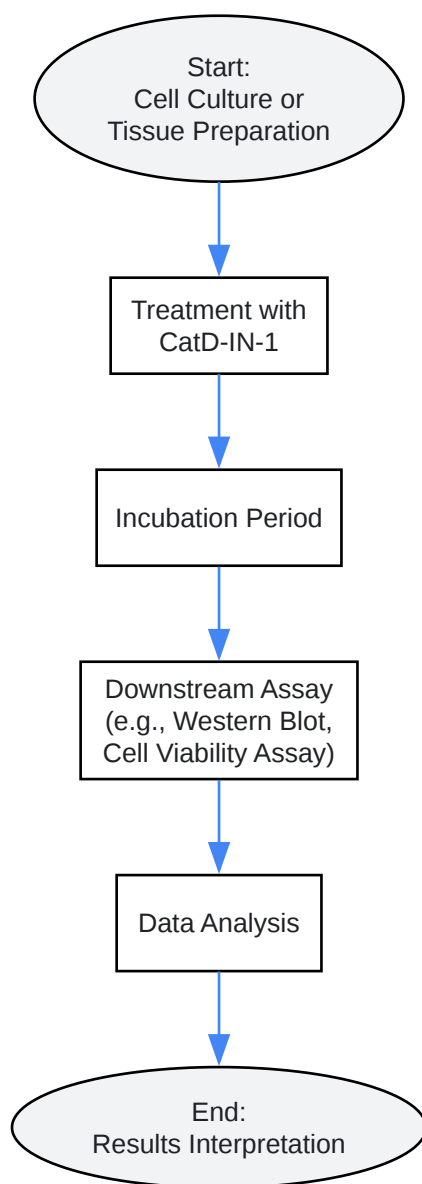 Start:
Cell Culture or
Tissue Preparation
Treatment with
CatD-IN-1
Incubation Period
Downstream Assay
(e.g., Western Blot,
Cell Viability Assay)
Data Analysis
End:
Results Interpretation